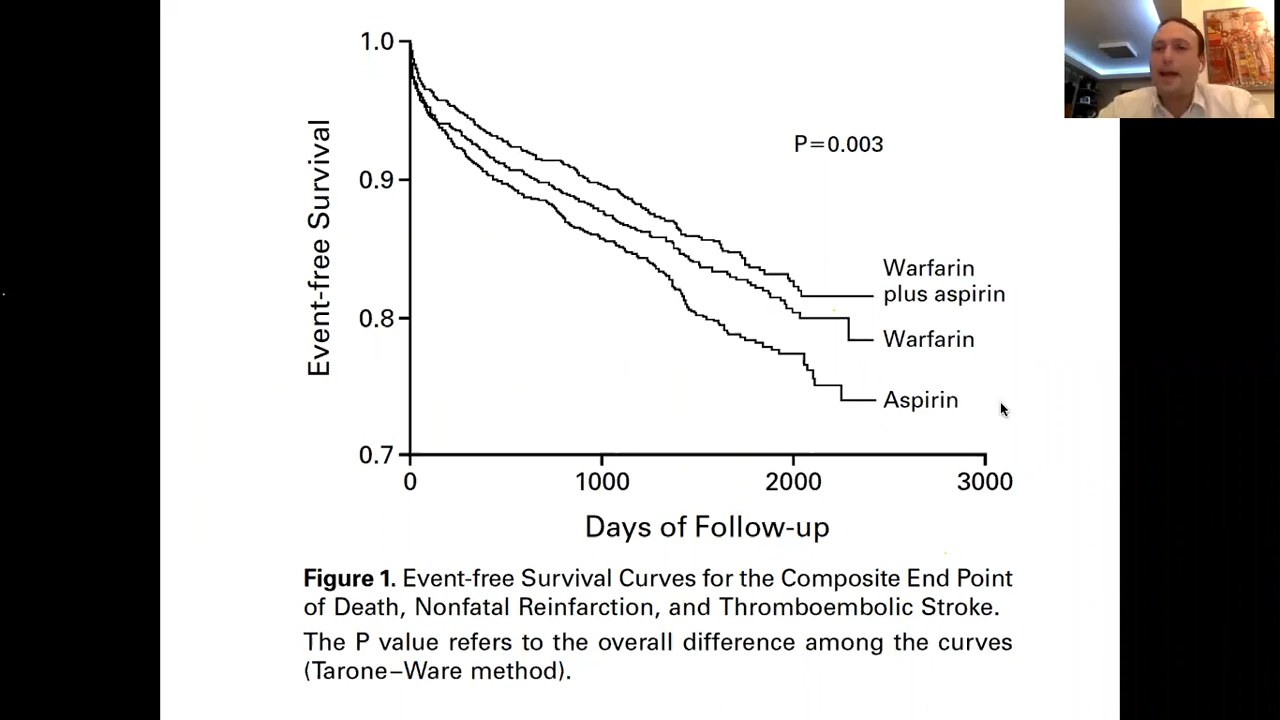 1.0
0.9
0.8
0.7
Event-free Survival
P=0.003
Warfarin
plus aspirin
Warfarin
Aspirin
0 1000 2000 3000
Days of Follow-up
Figure 1. Event-free Survival Curves for the Composite End Point
of Death, Nonfatal Reinfarction, and Thromboembolic Stroke.
The P value refers to the overall difference among the curves
(Tarone–Ware method).